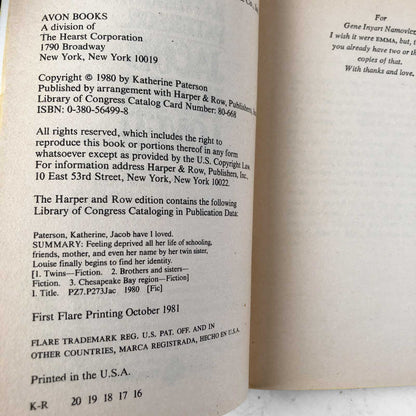 AVON BOOKS
A division of
The Hearst Corporation
1790 Broadway
New York, New York 10019
Copyright © 1980 by Katherine Paterson
Published by arrangement with Harper & Row, Publishers, Inc.
Library of Congress Catalog Card Number: 80-668
ISBN: 0-380-56499-8
All rights reserved, which includes the right to
reproduce this book or portions thereof in any form
whatsoever except as provided by the U.S. Copyright Law.
For information address Harper & Row, Publishers, Inc.,
10 East 53rd Street, New York, New York 10022.
The Harper and Row edition contains the following
Library of Congress Cataloging in Publication Data:
Paterson, Katherine, Jacob have I loved.
SUMMARY: Feeling deprived all her life of schooling,
friends, mother, and even her name by her twin sister,
Louise finally begins to find her identity.
[1. Twins—Fiction. 2. Brothers and sisters—
Fiction. 3. Chesapeake Bay region—Fiction]
I. Title. PZ7.P273Jac 1980 [Fic]
First Flare Printing October 1981
FLARE TRADEMARK REG. U.S. PAT. OFF. AND IN
OTHER COUNTRIES, MARCA REGISTRADA, HECHO EN U.S.A.
Printed in the U.S.A.
K-R 20 19 18 17 16
For
Gene Inyart Namovicz
I wish it were EMMA, but, t
you already have two or th
copies of that.
With thanks and love.